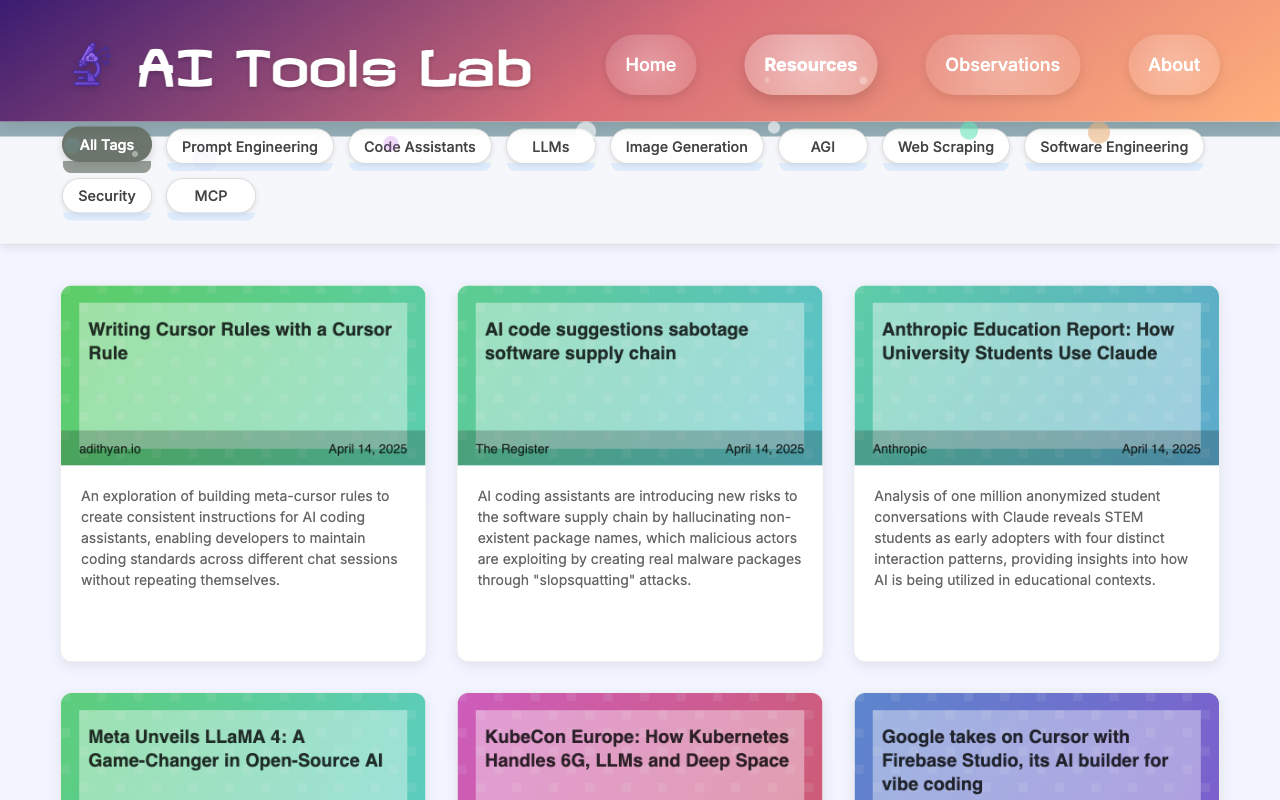 AI Tools Lab
Home
Resources
Observations
About
All Tags
Prompt Engineering
Code Assistants
LLMs
Image Generation
AGI
Web Scraping
Software Engineering
Security
MCP
Writing Cursor Rules with a Cursor
Rule
adithyan.io
April 14, 2025
An exploration of building meta-cursor rules to
create consistent instructions for AI coding
assistants, enabling developers to maintain
coding standards across different chat sessions
without repeating themselves.
AI code suggestions sabotage
software supply chain
The Register
April 14, 2025
AI coding assistants are introducing new risks to
the software supply chain by hallucinating non-
existent package names, which malicious actors
are exploiting by creating real malware packages
through "slopsquatting" attacks.
Anthropic Education Report: How
University Students Use Claude
Anthropic
April 14, 2025
Analysis of one million anonymized student
conversations with Claude reveals STEM
students as early adopters with four distinct
interaction patterns, providing insights into how
AI is being utilized in educational contexts.
Meta Unveils LLaMA 4: A
Game-Changer in Open-Source AI
KubeCon Europe: How Kubernetes
Handles 6G, LLMs and Deep Space
Google takes on Cursor with
Firebase Studio, its AI builder for
vibe coding